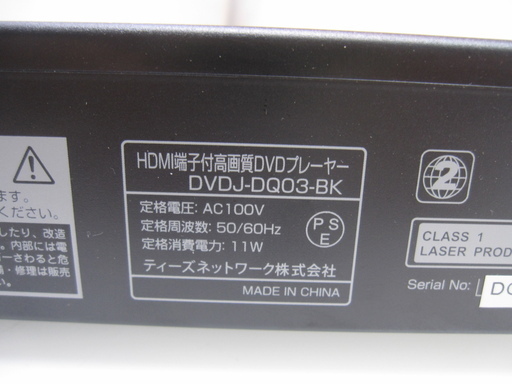 ます。
ください。
したり、改造
。内部には電
ーさわると危
・修理は販売
い。
HDMI端子付高画質DVDプレーヤー
DVDJ-DQ03-BK
定格電圧: AC100V
定格周波数: 50/60Hz
定格消費電力: 11W
PSE
ティーズネットワーク株式会社
MADE IN CHINA
2
CLASS 1
LASER PROD
Serial No:
DQ